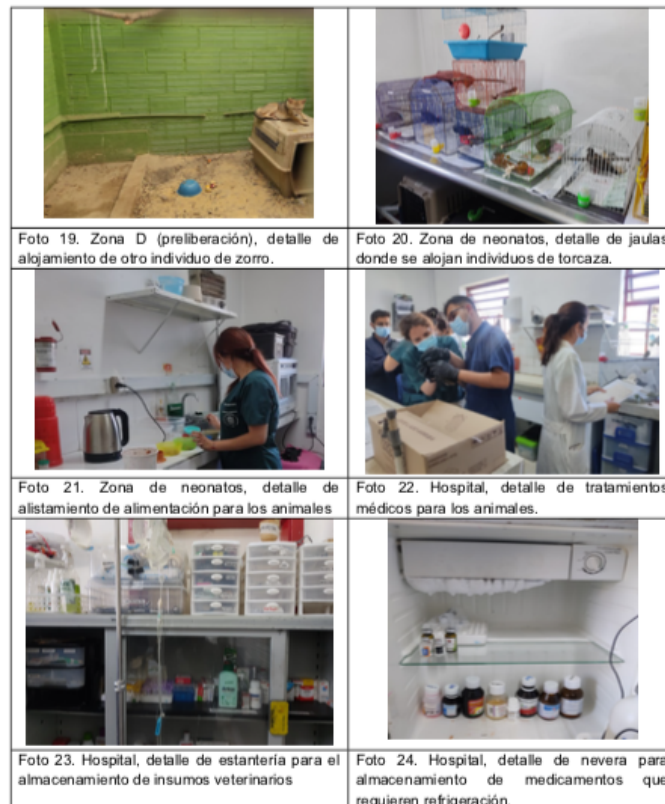 Foto 19. Zona D (preliberación), detalle de
alojamiento de otro individuo de zorro.
Foto 20. Zona de neonatos, detalle de jaulas
donde se alojan individuos de torcaza.
Foto 21. Zona de neonatos, detalle de
alistamiento de alimentación para los animales
Foto 22. Hospital, detalle de tratamientos
médicos para los animales.
Foto 23. Hospital, detalle de estantería para el
almacenamiento de insumos veterinarios
Foto 24. Hospital, detalle de nevera para
almacenamiento de medicamentos que
requieren refrigeración